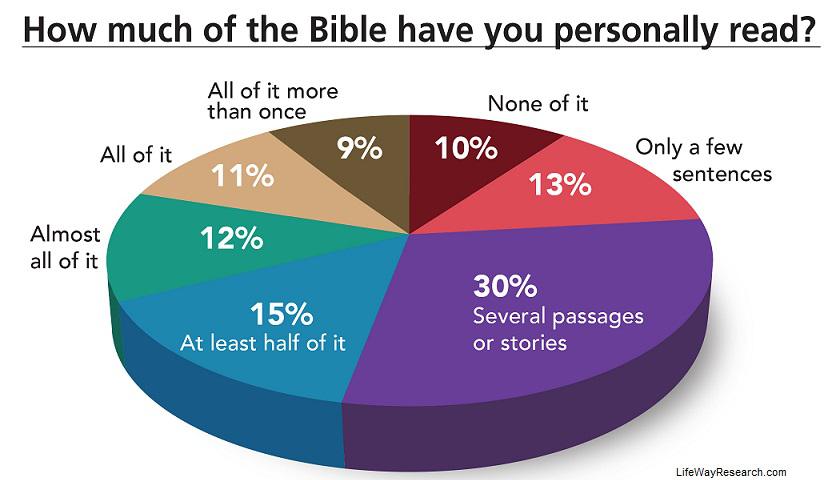 How much of the Bible have you personally read?
All of it more
than once
9%
None of it
10%
Only a few
sentences
13%
All of it
11%
Almost
all of it
12%
30%
Several passages
or stories
15%
At least half of it
LifeWayResearch.com